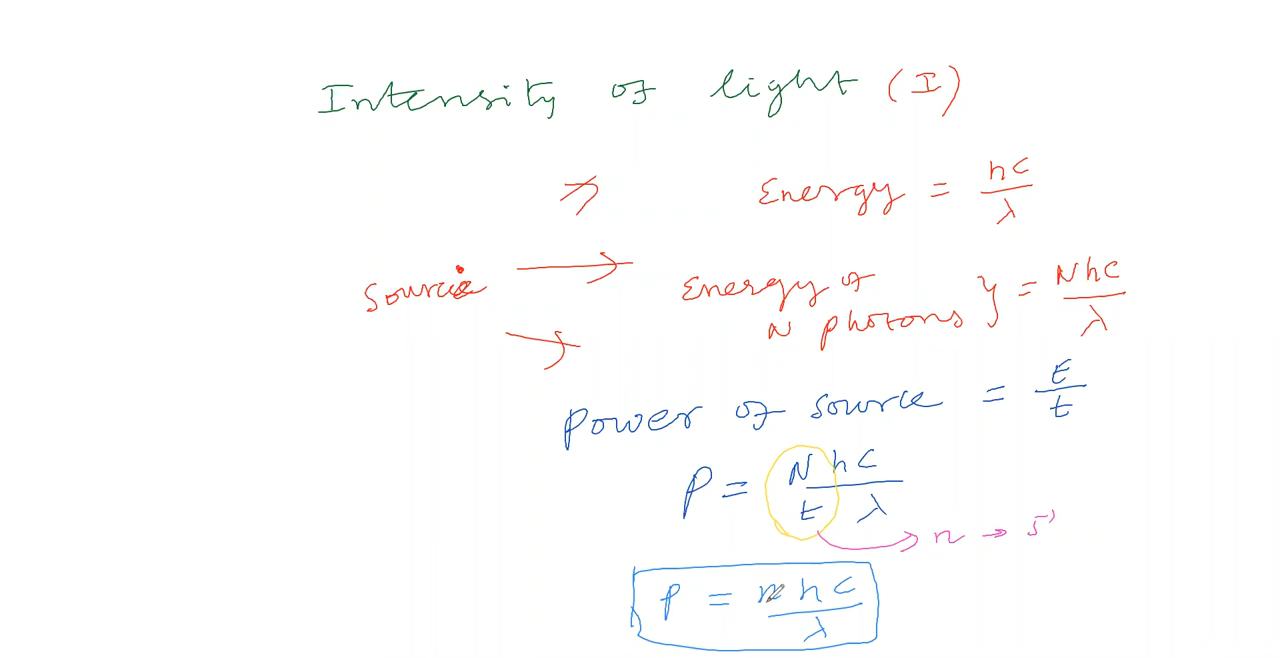 Intensity of light (I)
Energy = hc/λ
Source
Energy of N photons } = Nhc/λ
Power of source = E/t
P = N/t hc/λ
n → s⁻¹
P = nhc/λ